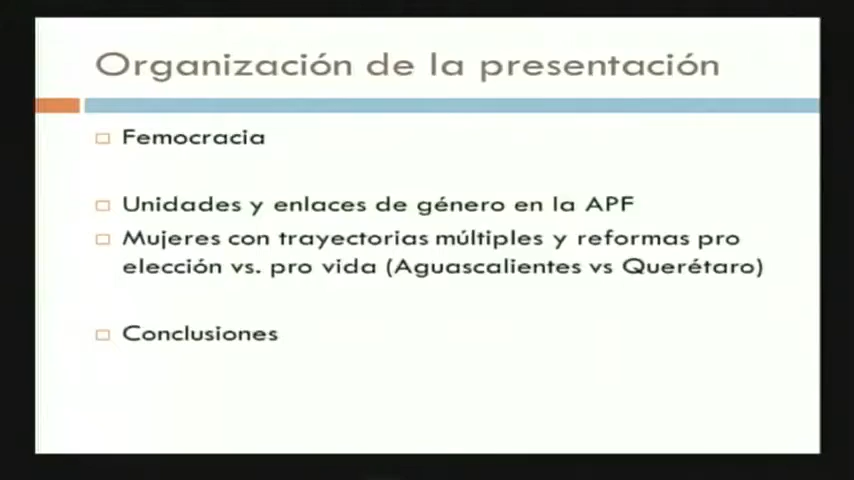 Organización de la presentación
Femocracia
Unidades y enlaces de género en la APF
Mujeres con trayectorias múltiples y reformas pro
elección vs. pro vida (Aguascalientes vs Querétaro)
Conclusiones